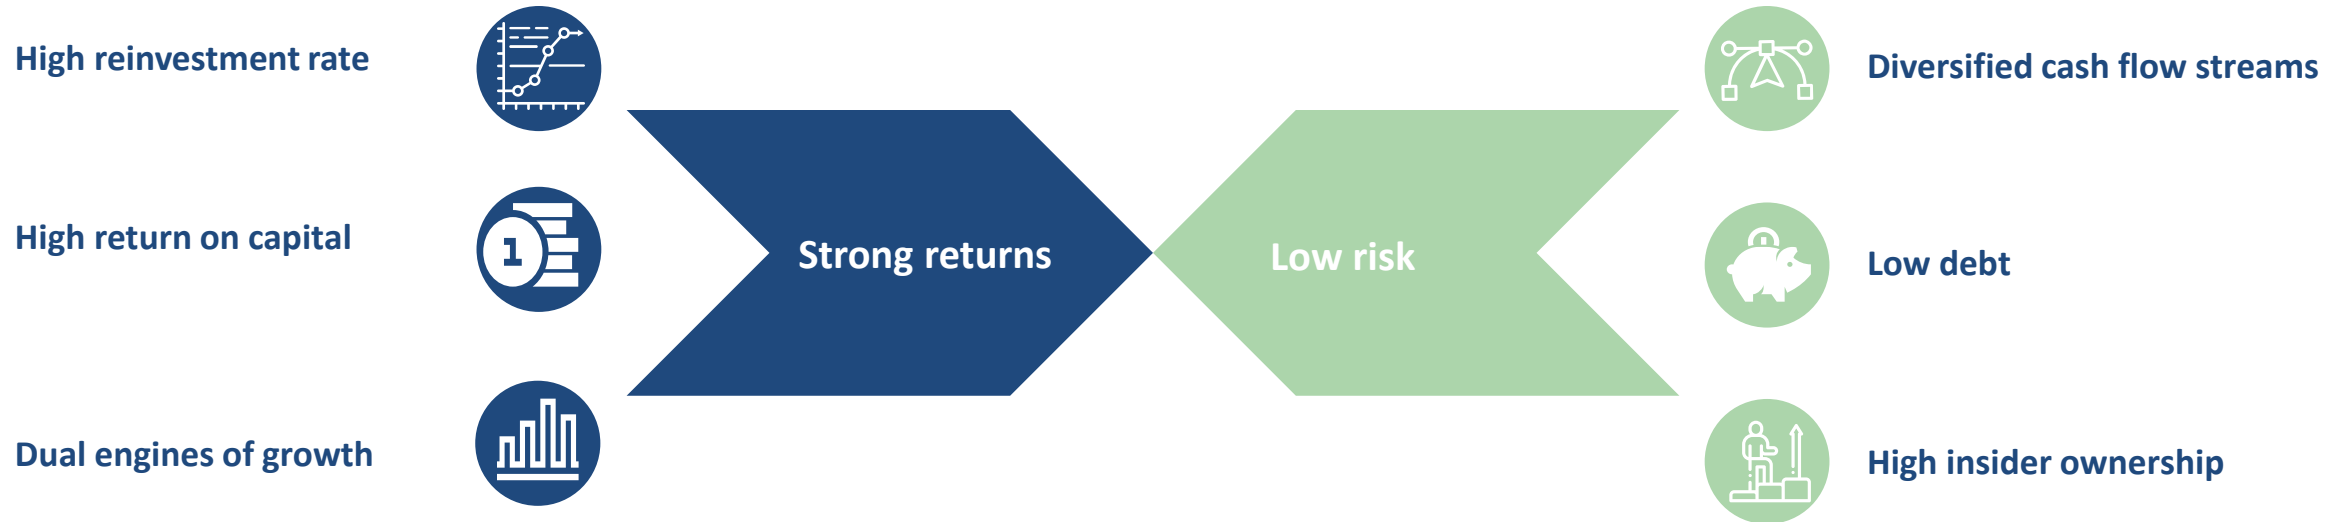 High reinvestment rate
High return on capital
1
Dual engines of growth
Strong returns
Low risk
Diversified cash flow streams
Low debt
High insider ownership